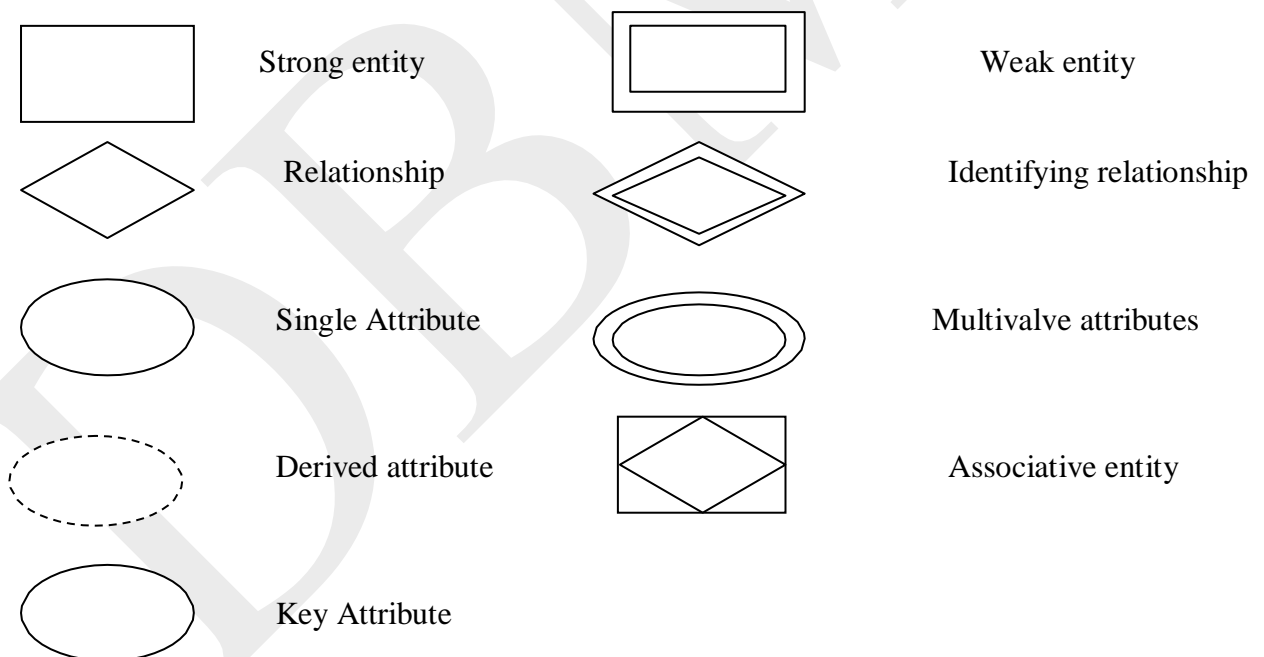 Strong entity
Weak entity
Relationship
Identifying relationship
Single Attribute
Multivalve attributes
Derived attribute
Associative entity
Key Attribute